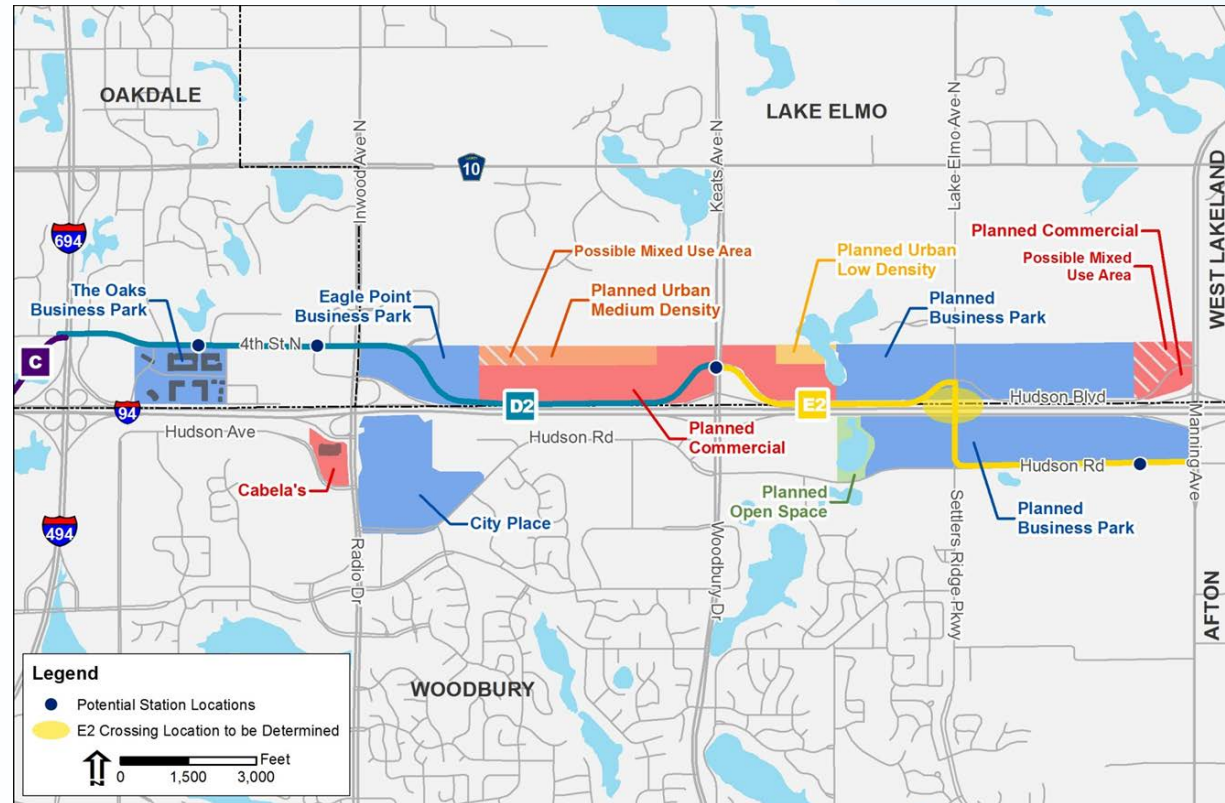 OAKDALE
LAKE ELMO
WEST LAKELAND
Inwood Ave N
Keats Ave N
Lake Elmo Ave N
10
694
The Oaks
Business Park
Eagle Point
Business Park
Possible Mixed Use Area
Planned Urban
Medium Density
Planned Urban
Low Density
Planned
Business Park
Planned Commercial
Possible Mixed
Use Area
C
4th St N
D2
E2
Hudson Blvd
94
Hudson Ave
Hudson Rd
Planned
Commercial
Hudson Rd
Manning Ave
Cabela's
City Place
Planned
Open Space
Planned
Business Park
494
Radio Dr
Woodbury Dr
Settlers Ridge Pkwy
AFTON
WOODBURY
Legend
Potential Station Locations
E2 Crossing Location to be Determined
N
Feet
0 1,500 3,000